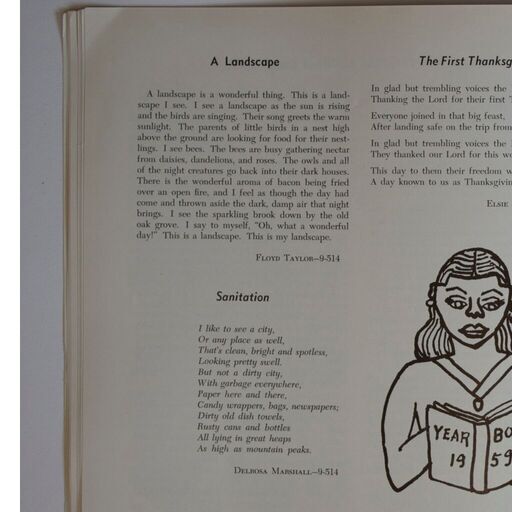 A Landscape
A landscape is a wonderful thing. This is a land-
scape I see. I see a landscape as the sun is rising
and the birds are singing. Their song greets the warm
sunlight. The parents of little birds in a nest high
above the ground are looking for food for their nest-
lings. I see bees. The bees are busy gathering nectar
from daisies, dandelions, and roses. The owls and all
of the night creatures go back into their dark houses.
There is the wonderful aroma of bacon being fried
over an open fire, and I feel as though the day had
come and thrown aside the dark, damp air that night
brings. I see the sparkling brook down by the old
oak grove. I say to myself, "Oh, what a wonderful
day!" This is a landscape. This is my landscape.
Floyd Taylor—9-514
Sanitation
I like to see a city,
Or any place as well,
That's clean, bright and spotless,
Looking pretty swell.
But not a dirty city,
With garbage everywhere,
Paper here and there,
Candy wrappers, bags, newspapers;
Dirty old dish towels,
Rusty cans and bottles
All lying in great heaps
As high as mountain peaks.
Delrosa Marshall—9-514
The First Thanksg
In glad but trembling voices the
Thanking the Lord for their first
Everyone joined in that big feast,
After landing safe on the trip from
In glad but trembling voices the
They thanked our Lord for this wo
This day to them their freedom w
A day known to us as Thanksgivin
Elsie
YEAR BO
19 59